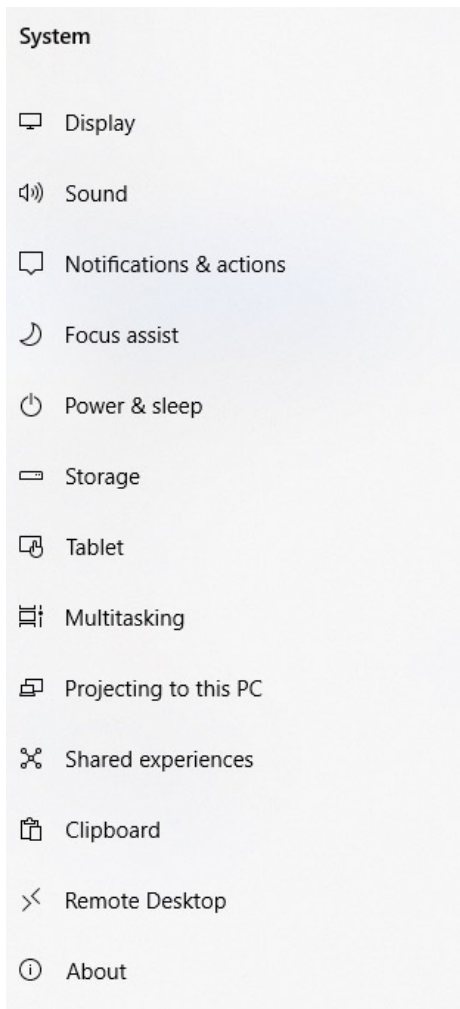 System
Display
Sound
Notifications & actions
Focus assist
Power & sleep
Storage
Tablet
Multitasking
Projecting to this PC
Shared experiences
Clipboard
Remote Desktop
About